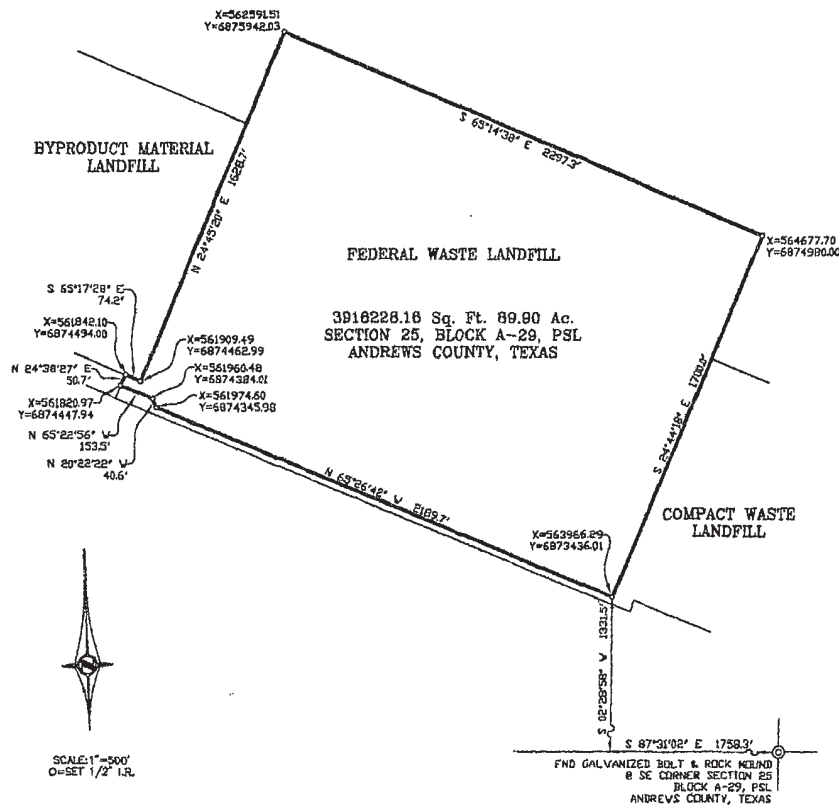 X=562591.51
Y=6875942.03
S 65°14'38" E 2297.3'
BYPRODUCT MATERIAL
LANDFILL
N 24°45'20" E 1628.7'
FEDERAL WASTE LANDFILL
X=564677.70
Y=6874980.00
S 65°17'28" E
74.2'
3916228.16 Sq. Ft. 89.90 Ac.
SECTION 25, BLOCK A-29, PSL
ANDREWS COUNTY, TEXAS
X=561842.10
Y=6874494.00
X=561909.49
Y=6874462.99
N 24°38'27" E
50.7'
X=561960.48
Y=6874384.01
X=561820.97
Y=6874447.94
X=561974.60
Y=6874345.98
N 65°22'56" W
153.5'
N 20°22'22" W
40.6'
S 24°44'18" E 1700.0'
N 65°26'42" W 2189.7'
COMPACT WASTE
LANDFILL
X=563966.29
Y=6873436.01
S 02°28'58" W 1331.5'
S 87°31'02" E 1758.3'
SCALE:1"=500'
O=SET 1/2" I.R.
FND GALVANIZED BOLT & ROCK MOUND
@ SE CORNER SECTION 25
BLOCK A-29, PSL
ANDREWS COUNTY, TEXAS